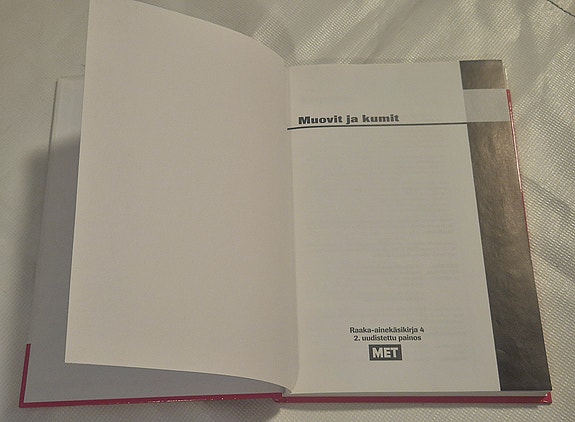 Muovit ja kumit
Raaka-ainekäsikirja 4
2. uudistettu painos
MET